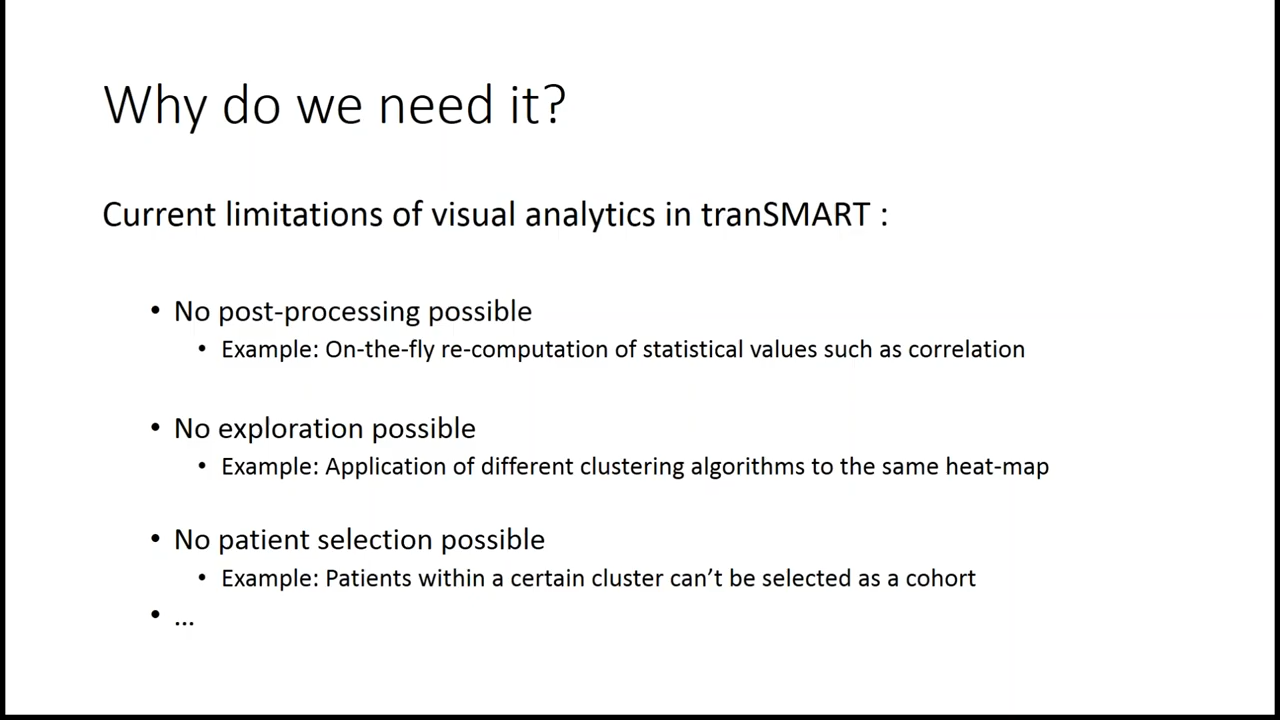 Why do we need it?
Current limitations of visual analytics in tranSMART :
• No post-processing possible
• Example: On-the-fly re-computation of statistical values such as correlation
• No exploration possible
• Example: Application of different clustering algorithms to the same heat-map
• No patient selection possible
• Example: Patients within a certain cluster can’t be selected as a cohort
• ...